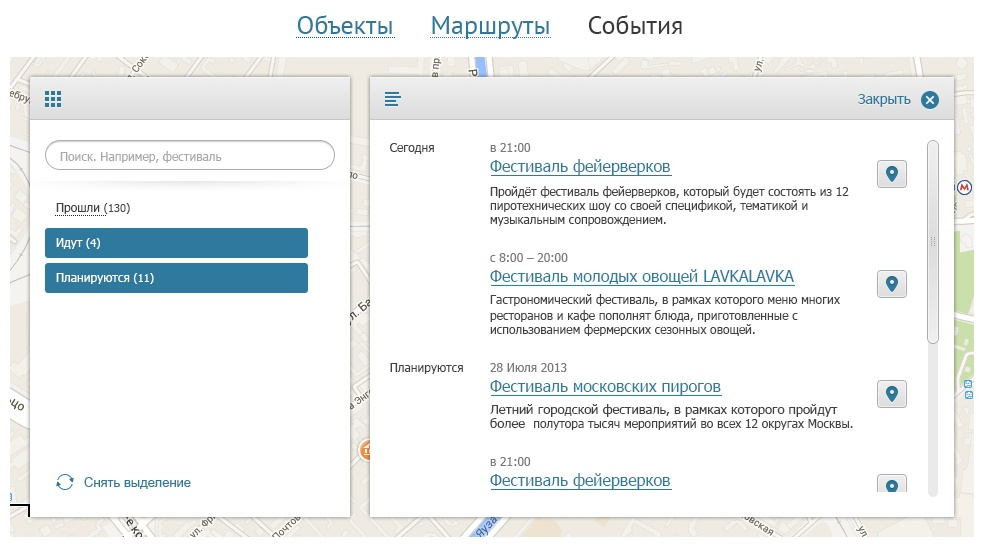 Объекты Маршруты События
Закрыть
Поиск. Например, фестиваль
Прошли (130)
Идут (4)
Планируются (11)
Снять выделение
Сегодня
в 21:00
Фестиваль фейерверков
Пройдёт фестиваль фейерверков, который будет состоять из 12
пиротехнических шоу со своей спецификой, тематикой и
музыкальным сопровождением.
с 8:00 – 20:00
Фестиваль молодых овощей LAVKALAVKA
Гастрономический фестиваль, в рамках которого меню многих
ресторанов и кафе пополнят блюда, приготовленные с
использованием фермерских сезонных овощей.
Планируются
28 Июля 2013
Фестиваль московских пирогов
Летний городской фестиваль, в рамках которого пройдут
более полутора тысяч мероприятий во всех 12 округах Москвы.
в 21:00
Фестиваль фейерверков
Яуза